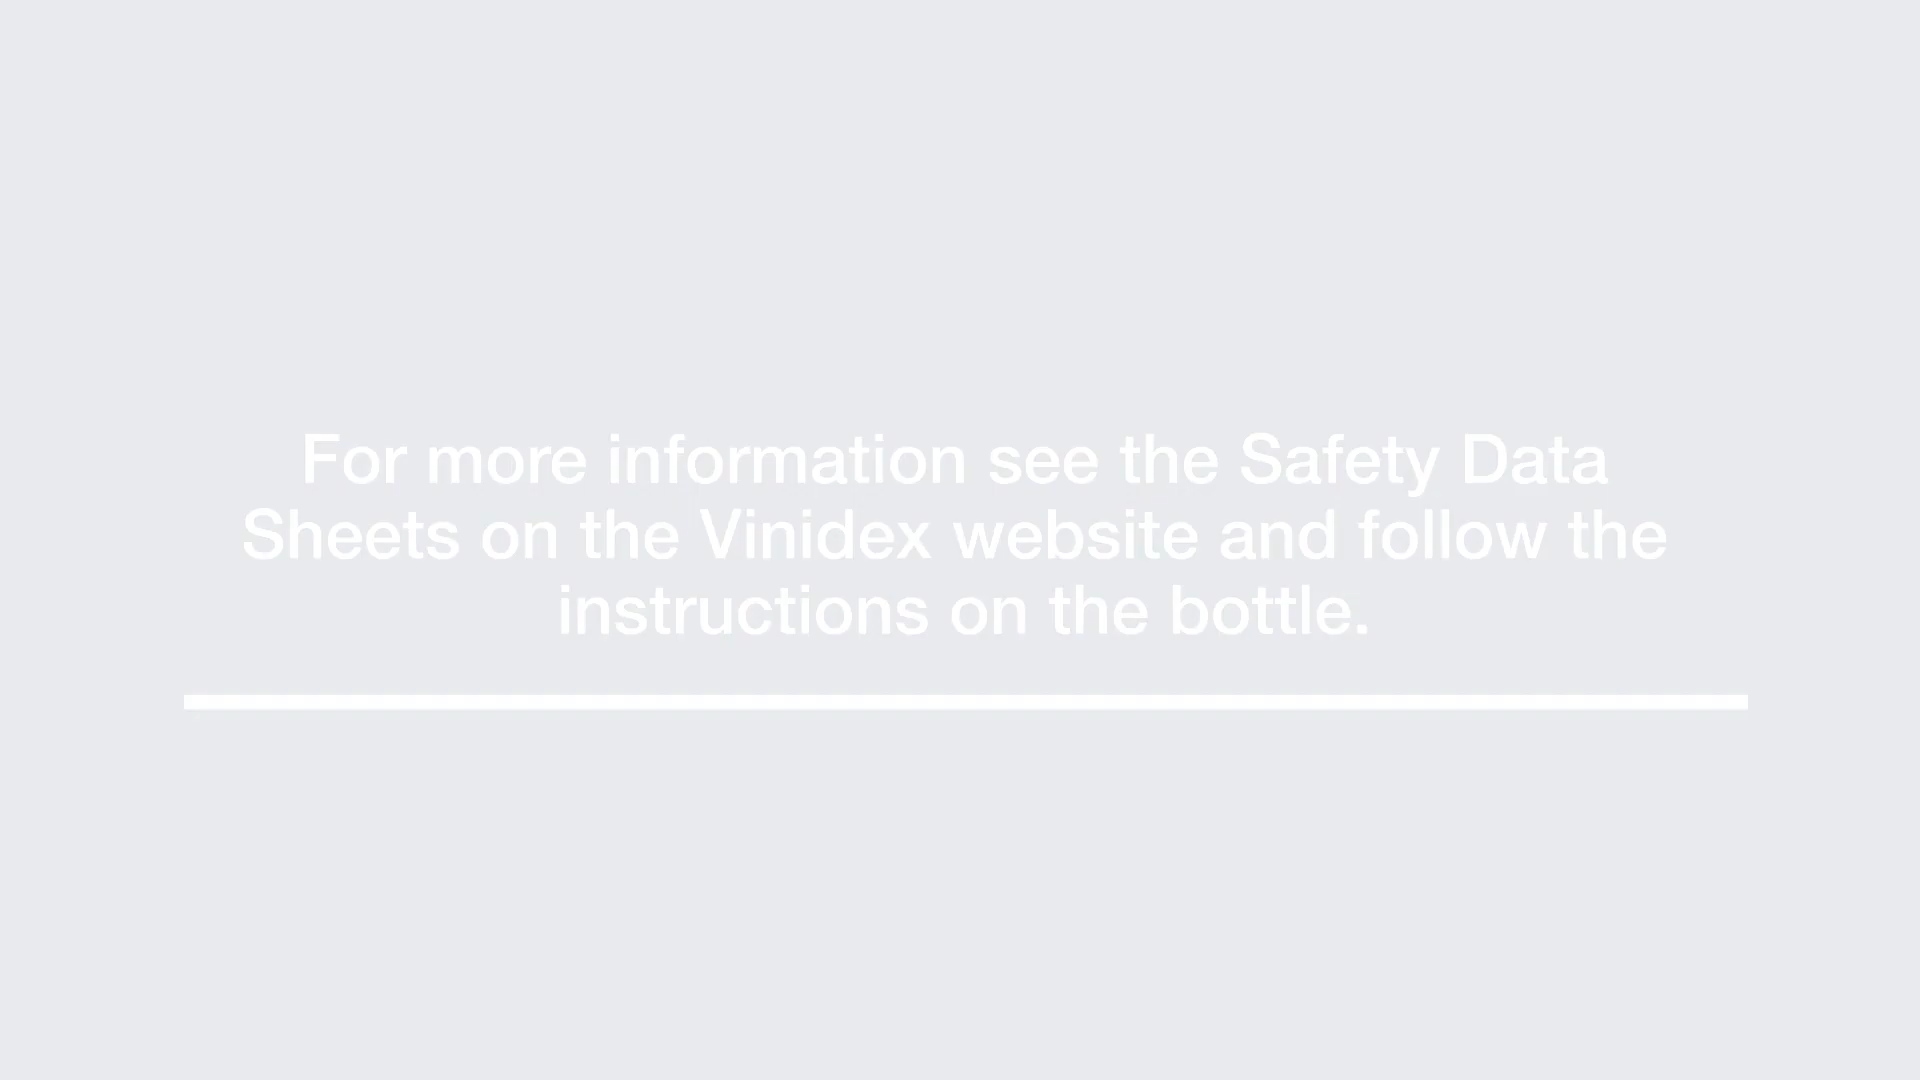 For more information see the Safety Data
Sheets on the Vinidex website and follow the
instructions on the bottle.